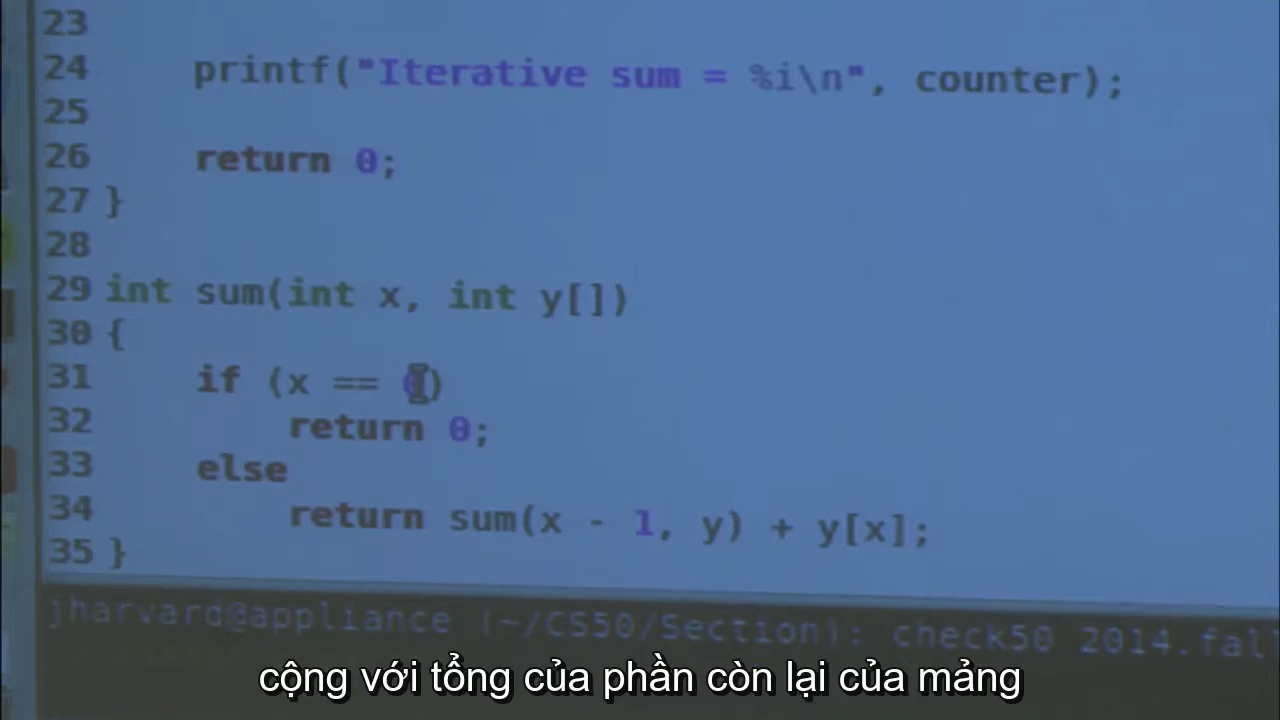 23
24 printf("Iterative sum = %i\n", counter);
25
26 return 0;
27 }
28
29 int sum(int x, int y[])
30 {
31 if (x == 0)
32 return 0;
33 else
34 return sum(x - 1, y) + y[x];
35 }
jharvard@appliance (~/CS50/Section): check50 2014.fall
cộng với tổng của phần còn lại của mảng